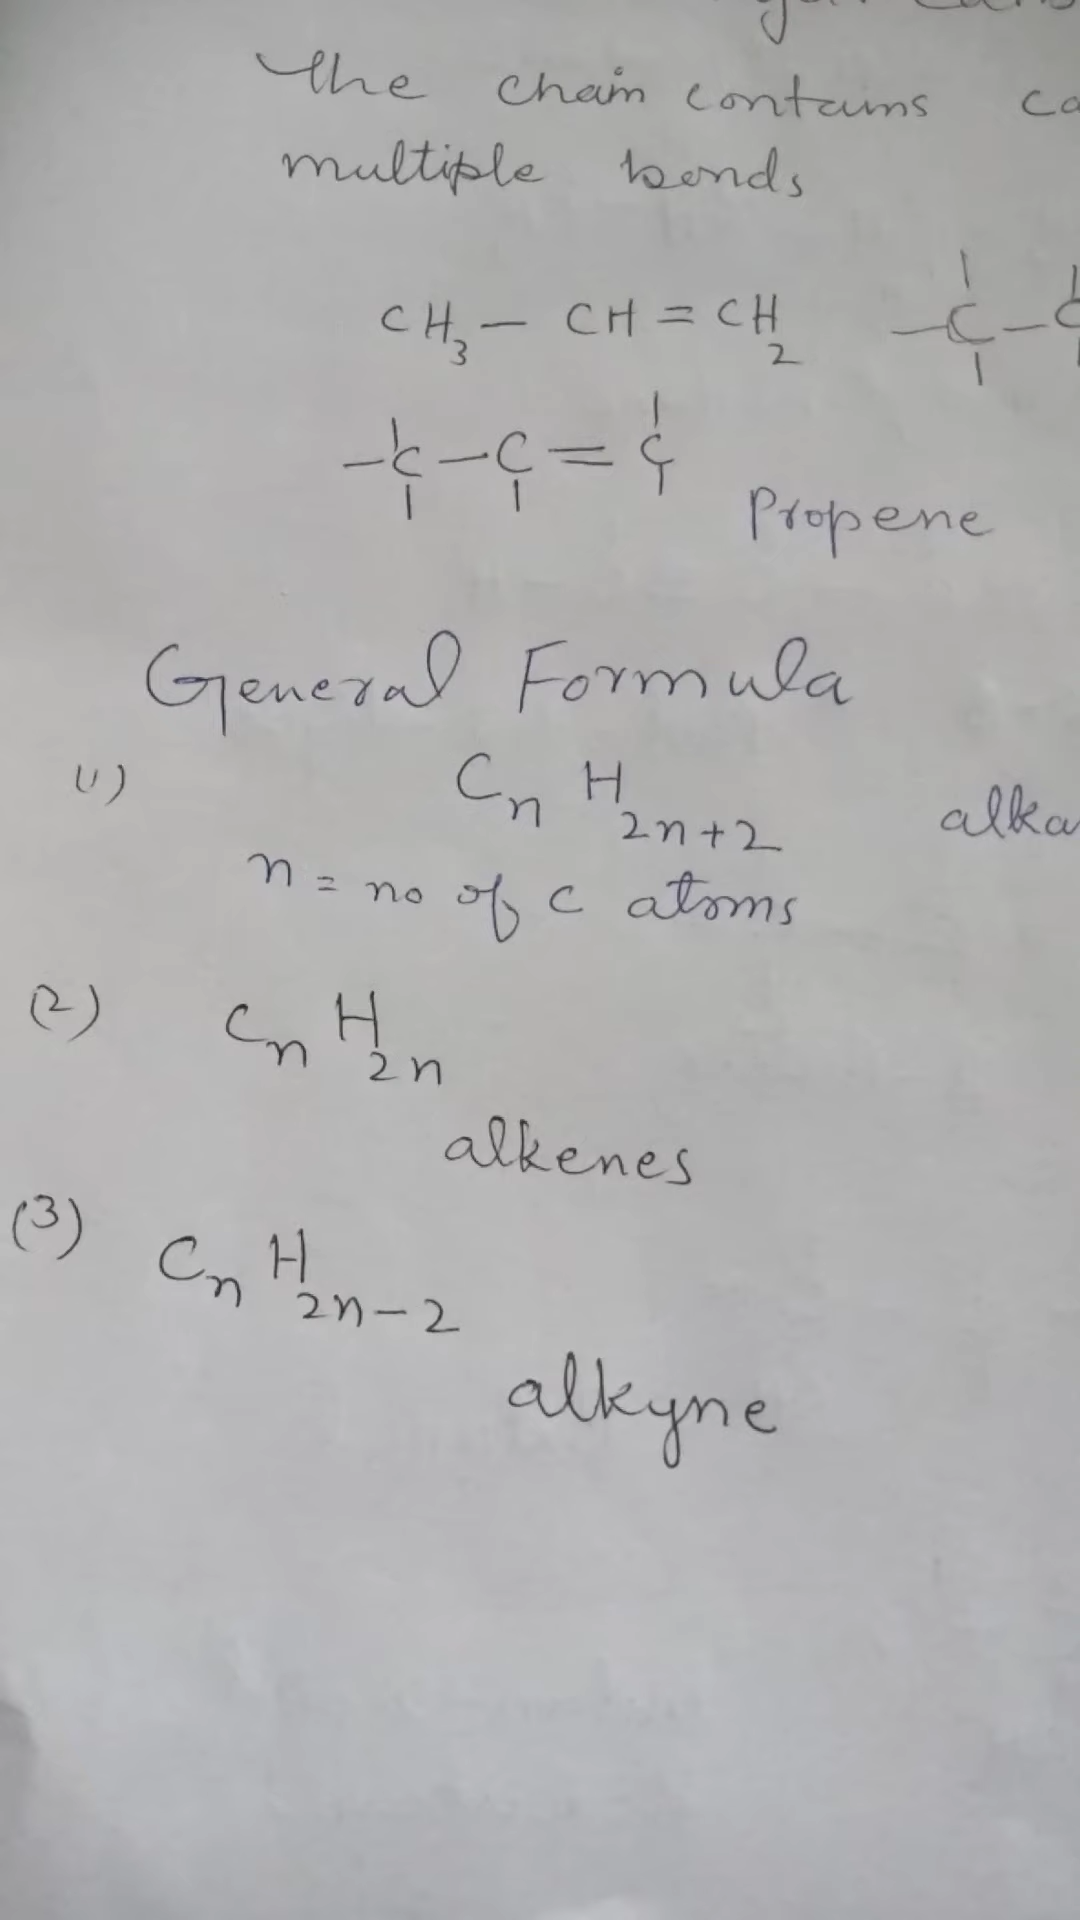 the chain contains
multiple bonds
CH₃ — CH = CH₂
—C—
—C—C=C
Propene
General Formula
(1) CₙH₂ₙ₊₂
n = no of c atoms
(2) CₙH₂ₙ
alkenes
(3) CₙH₂ₙ₋₂
alkyne